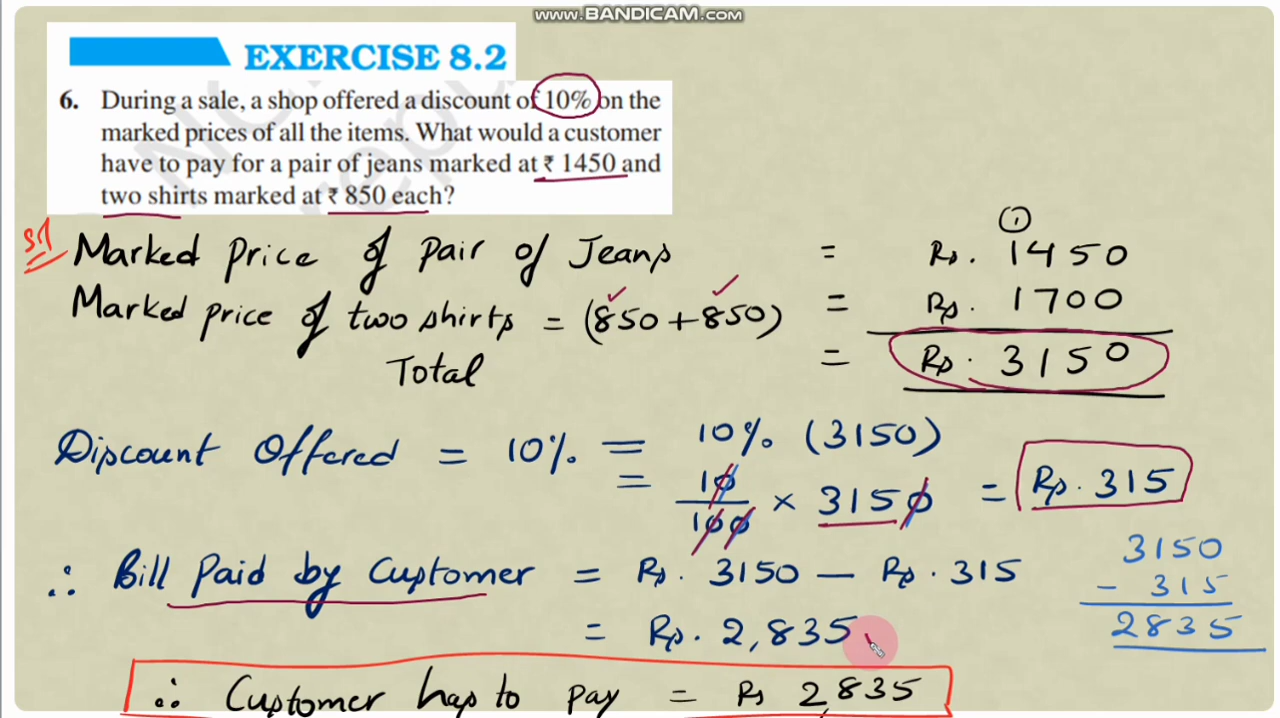 www.BANDICAM.com
EXERCISE 8.2
6. During a sale, a shop offered a discount of 10% on the
marked prices of all the items. What would a customer
have to pay for a pair of jeans marked at ₹ 1450 and
two shirts marked at ₹ 850 each?
①
Sol Marked Price of Pair of Jeans = Rs. 1450
Marked price of two shirts = (850 + 850) = Rs. 1700
Total = Rs. 3150
Discount Offered = 10% = 10% (3150)
= 10/100 × 3150 = Rs. 315
∴ Bill Paid by Customer = Rs. 3150 — Rs. 315
= Rs. 2,835
3150
- 315
2835
∴ Customer has to pay = Rs 2,835